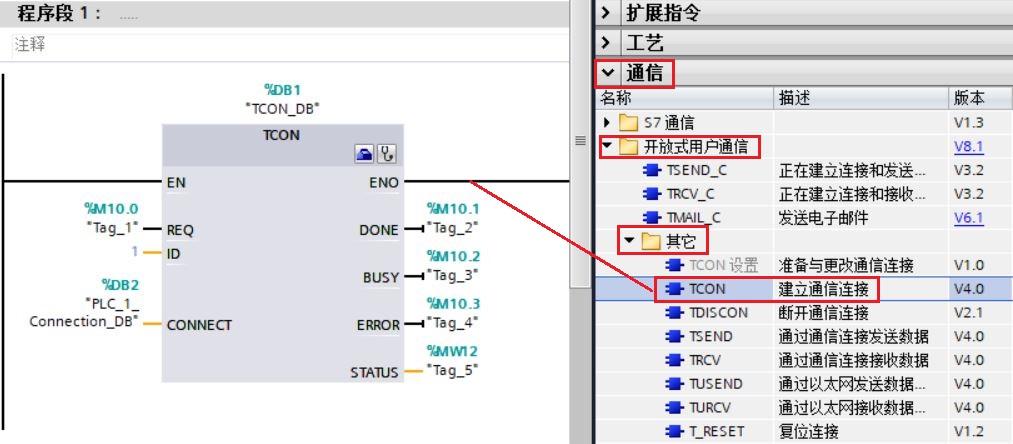 程序段 1： .....
注释
%DB1
"TCON_DB"
TCON
EN
ENO
%M10.0
"Tag_1"
REQ
%M10.1
DONE
"Tag_2"
1
ID
%M10.2
BUSY
"Tag_3"
%DB2
"PLC_1_
Connection_DB"
CONNECT
%M10.3
ERROR
"Tag_4"
%MW12
STATUS
"Tag_5"
扩展指令
工艺
通信
名称 描述 版本
S7 通信 V1.3
开放式用户通信 V8.1
TSEND_C 正在建立连接和发送... V3.2
TRCV_C 正在建立连接和接收... V3.2
TMAIL_C 发送电子邮件 V6.1
其它
TCON 设置 准备与更改通信连接 V1.0
TCON 建立通信连接 V4.0
TDISCON 断开通信连接 V2.1
TSEND 通过通信连接发送数据 V4.0
TRCV 通过通信连接接收数据 V4.0
TUSEND 通过以太网发送数据... V4.0
TURCV 通过以太网接收数据... V4.0
T_RESET 复位连接 V1.2